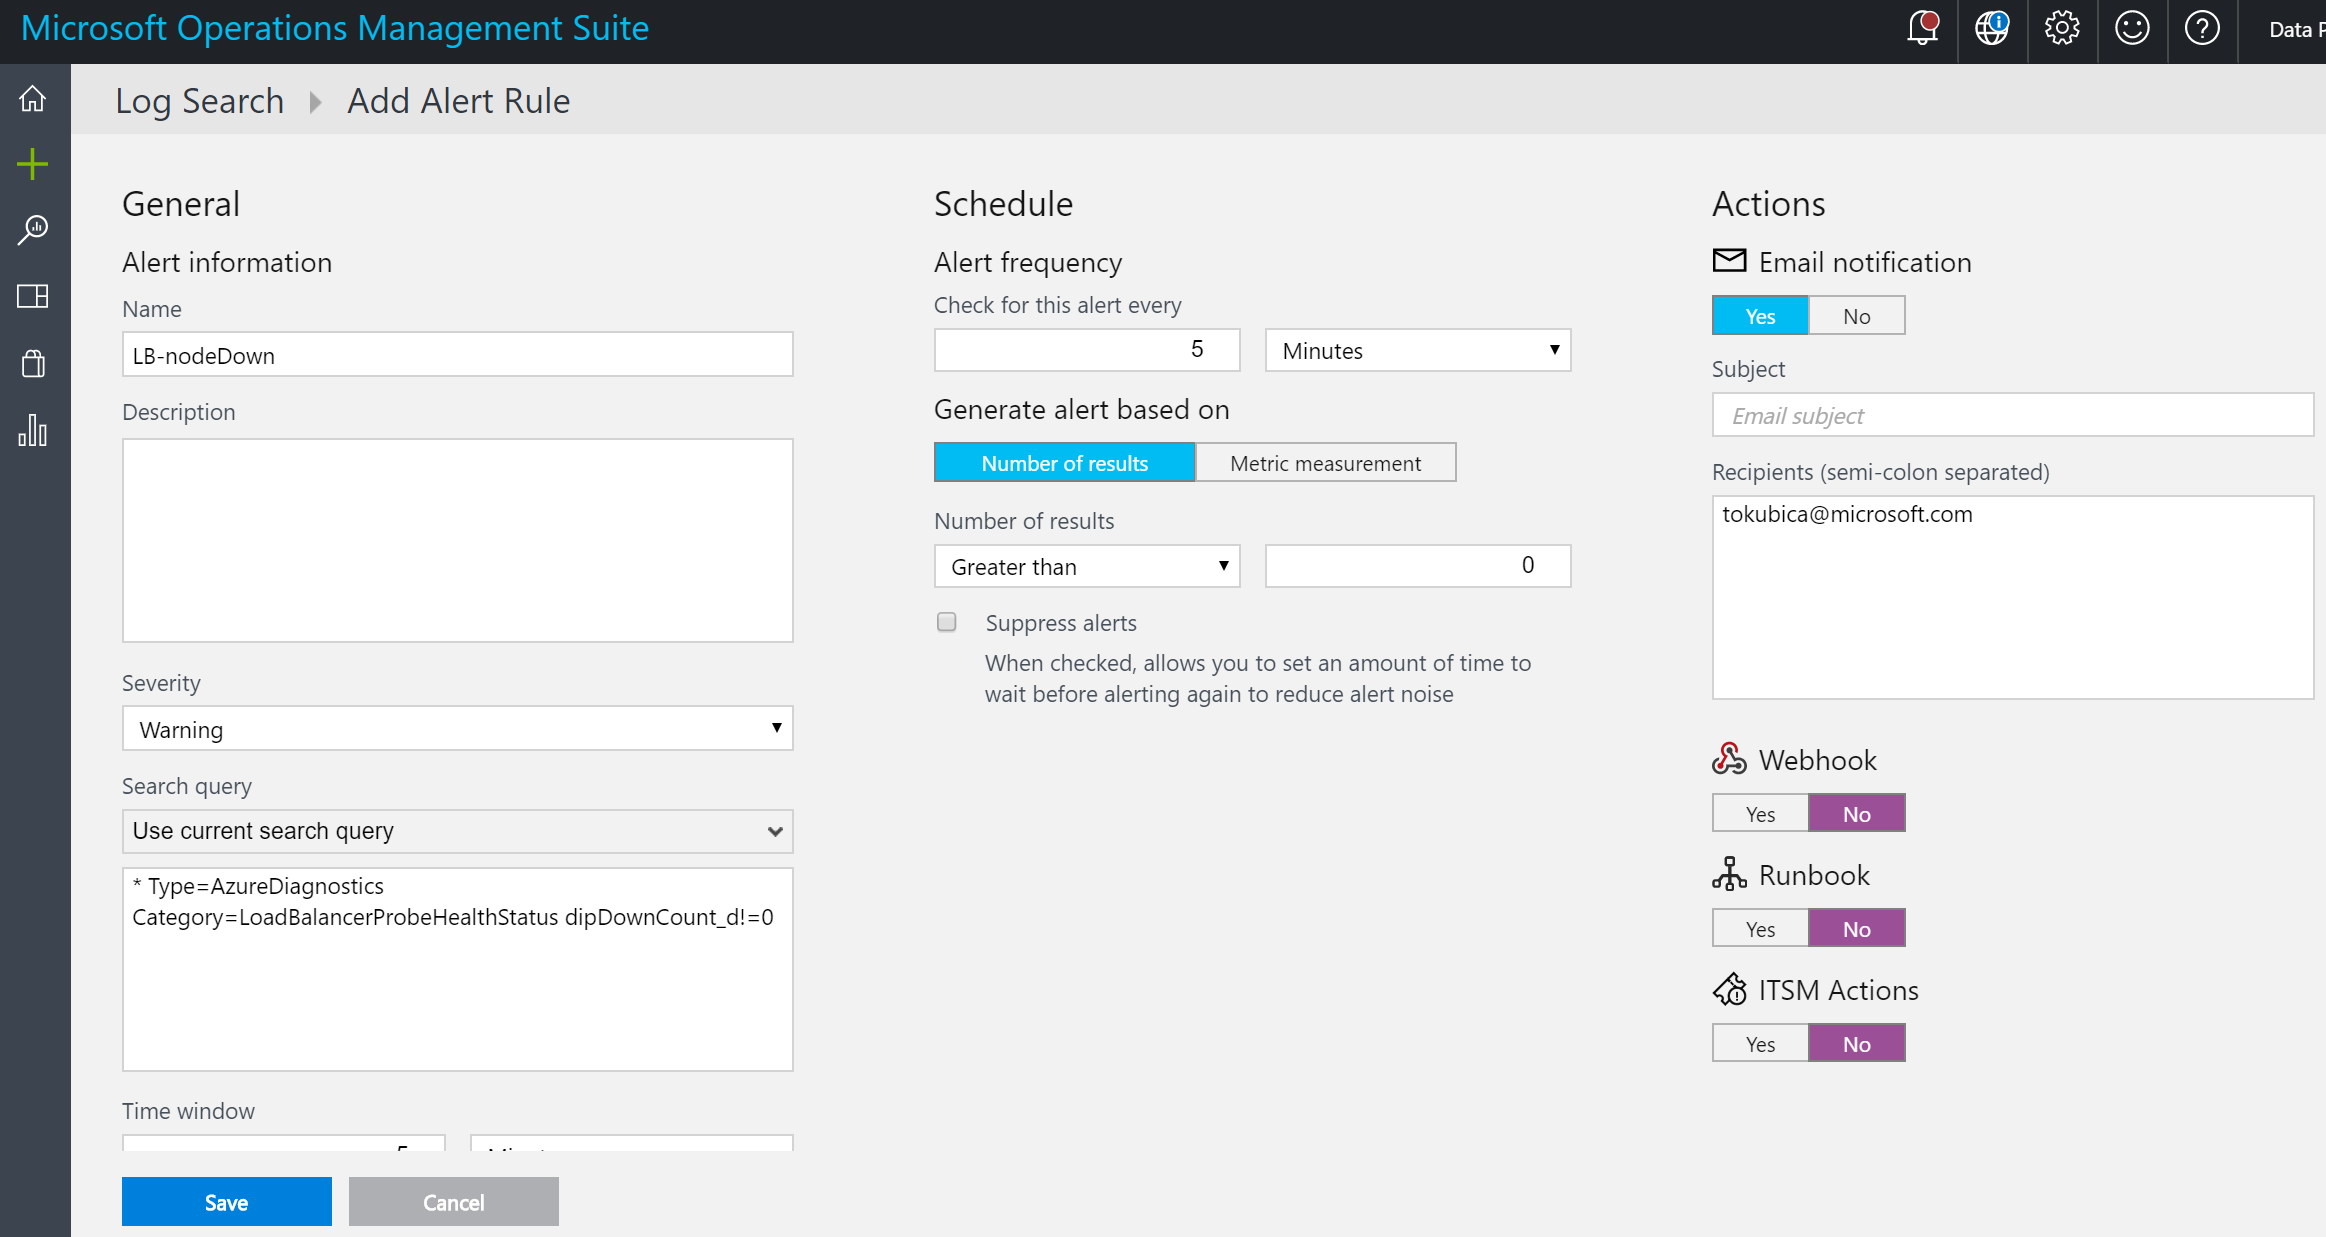 Microsoft Operations Management Suite
Data
Log Search
Add Alert Rule
General
Alert information
Name
LB-nodeDown
Description
Severity
Warning
Search query
Use current search query
* Type=AzureDiagnostics
Category=LoadBalancerProbeHealthStatus dipDownCount_d!=0
Time window
Save
Cancel
Schedule
Alert frequency
Check for this alert every
5
Minutes
Generate alert based on
Number of results
Metric measurement
Number of results
Greater than
0
Suppress alerts
When checked, allows you to set an amount of time to
wait before alerting again to reduce alert noise
Actions
Email notification
Yes
No
Subject
Email subject
Recipients (semi-colon separated)
tokubica@microsoft.com
Webhook
Yes
No
Runbook
Yes
No
ITSM Actions
Yes
No